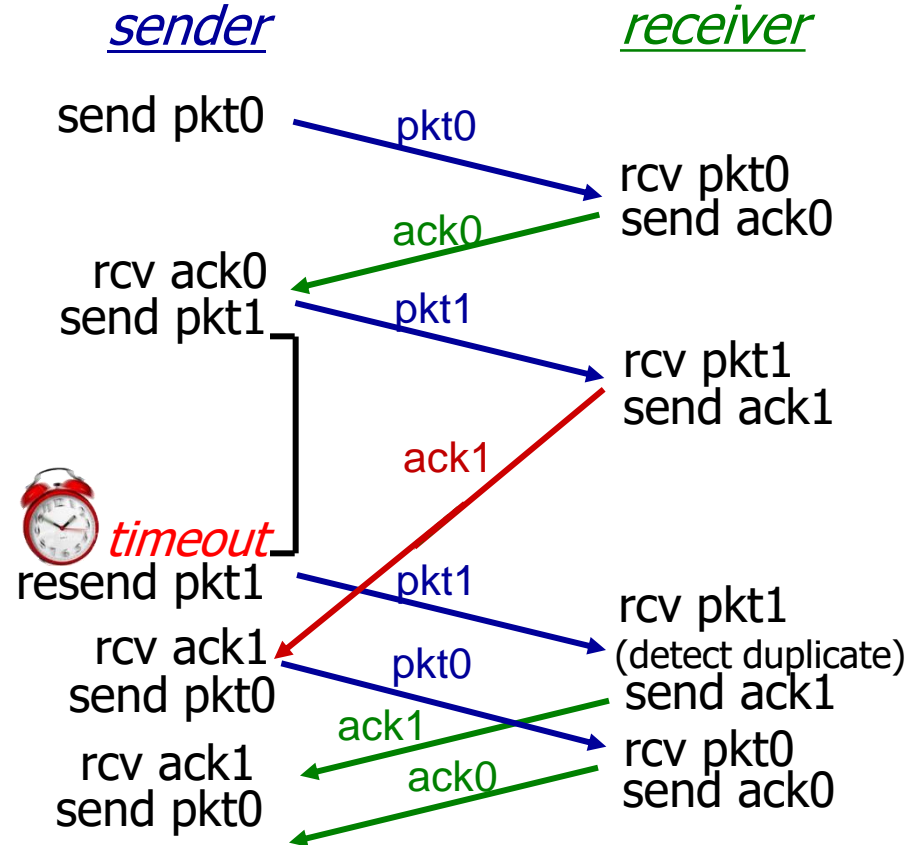 sender
receiver
send pkt0
pkt0
rcv pkt0
send ack0
ack0
rcv ack0
send pkt1
pkt1
rcv pkt1
send ack1
ack1
timeout
resend pkt1
pkt1
rcv pkt1
(detect duplicate)
send ack1
rcv ack1
send pkt0
pkt0
ack1
rcv pkt0
send ack0
rcv ack1
send pkt0
ack0